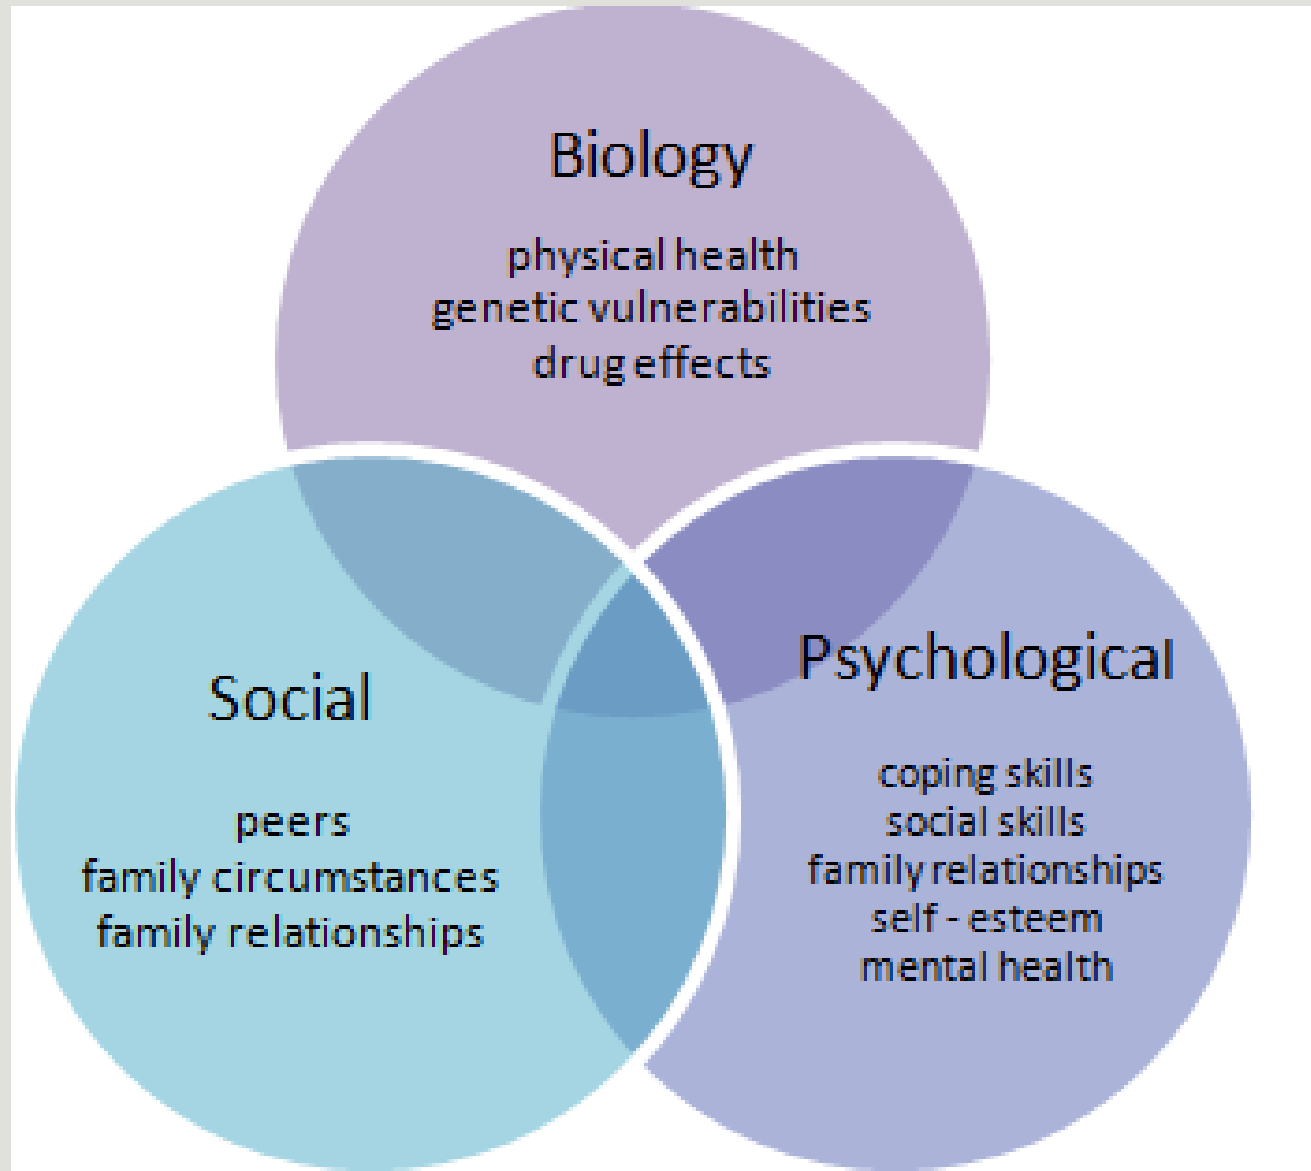 Biology
physical health
genetic vulnerabilities
drug effects
Social
peers
family circumstances
family relationships
Psychological
coping skills
social skills
family relationships
self - esteem
mental health